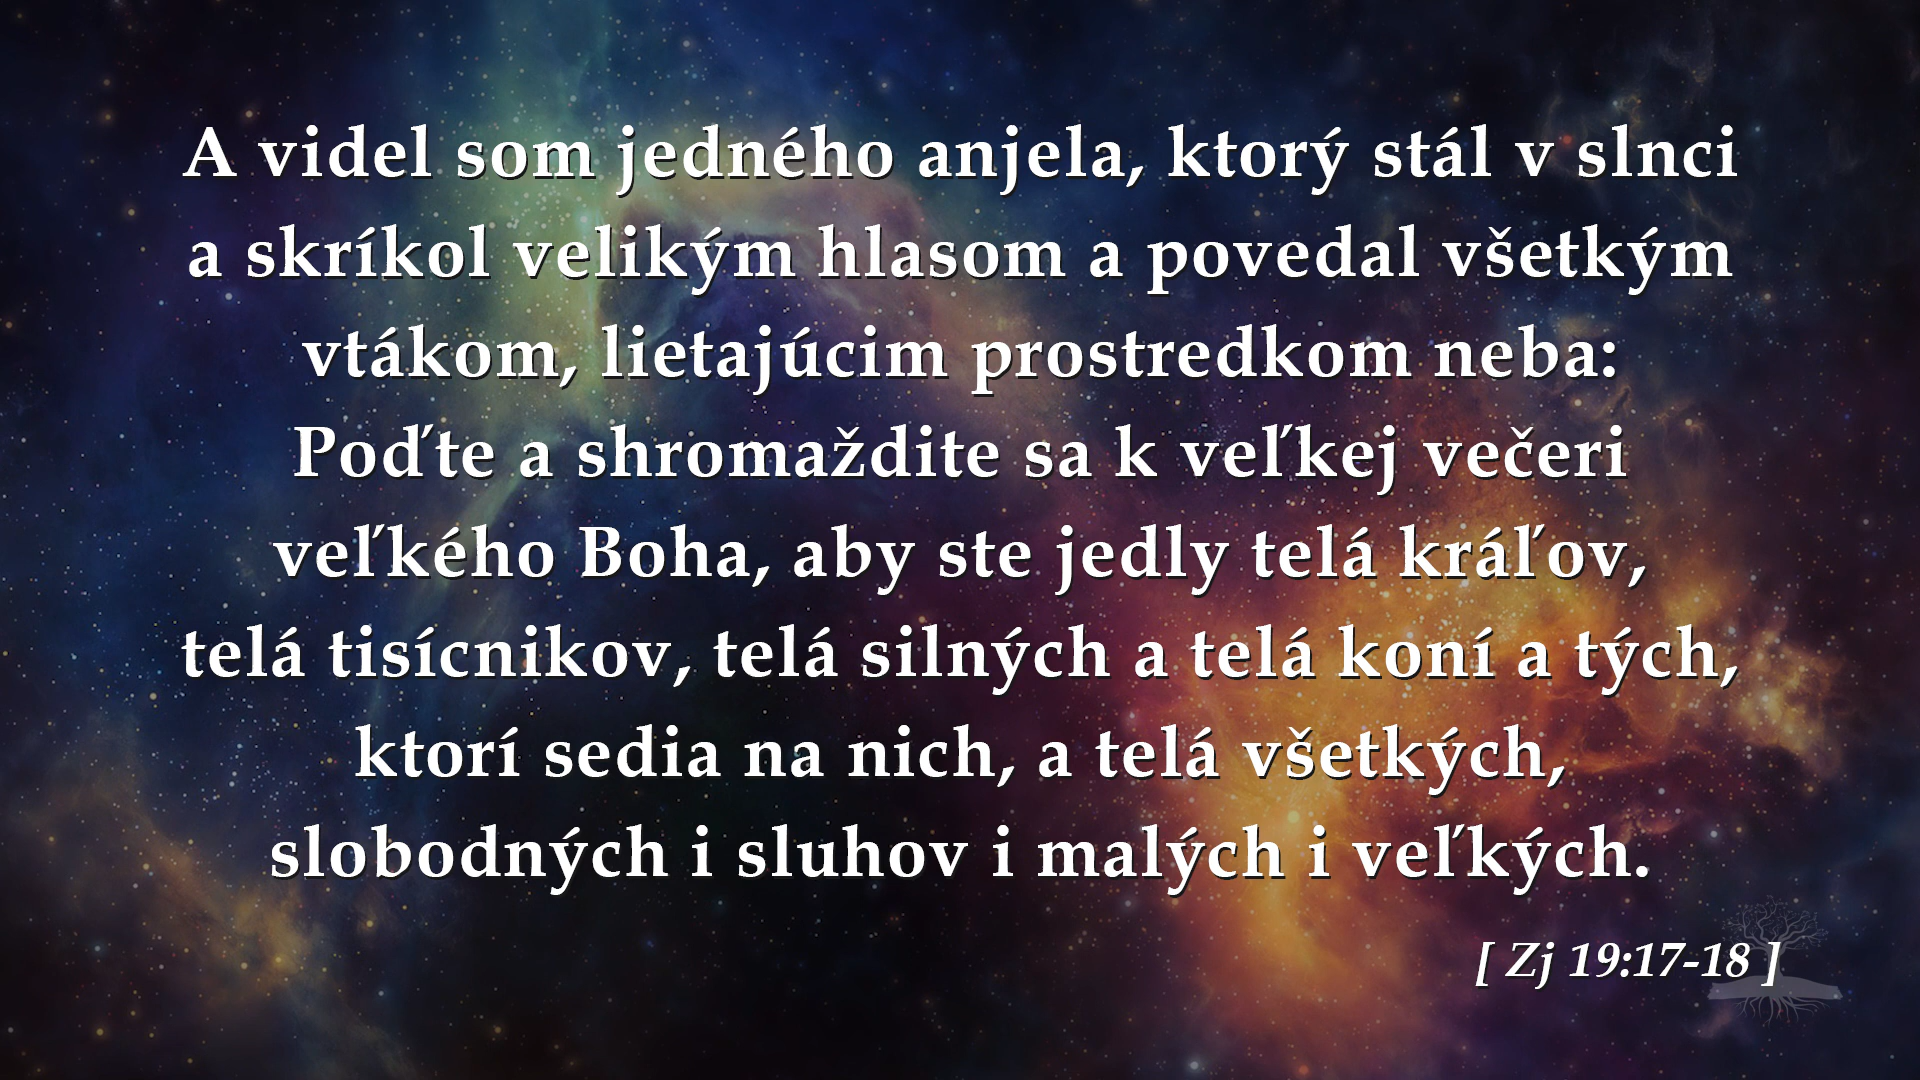 A videl som jedného anjela, ktorý stál v slnci
a skríkol velikým hlasom a povedal všetkým
vtákom, lietajúcim prostredkom neba:
Poďte a shromaždite sa k veľkej večeri
veľkého Boha, aby ste jedly telá kráľov,
telá tisícnikov, telá silných a telá koní a tých,
ktorí sedia na nich, a telá všetkých,
slobodných i sluhov i malých i veľkých.
[ Zj 19:17-18 ]